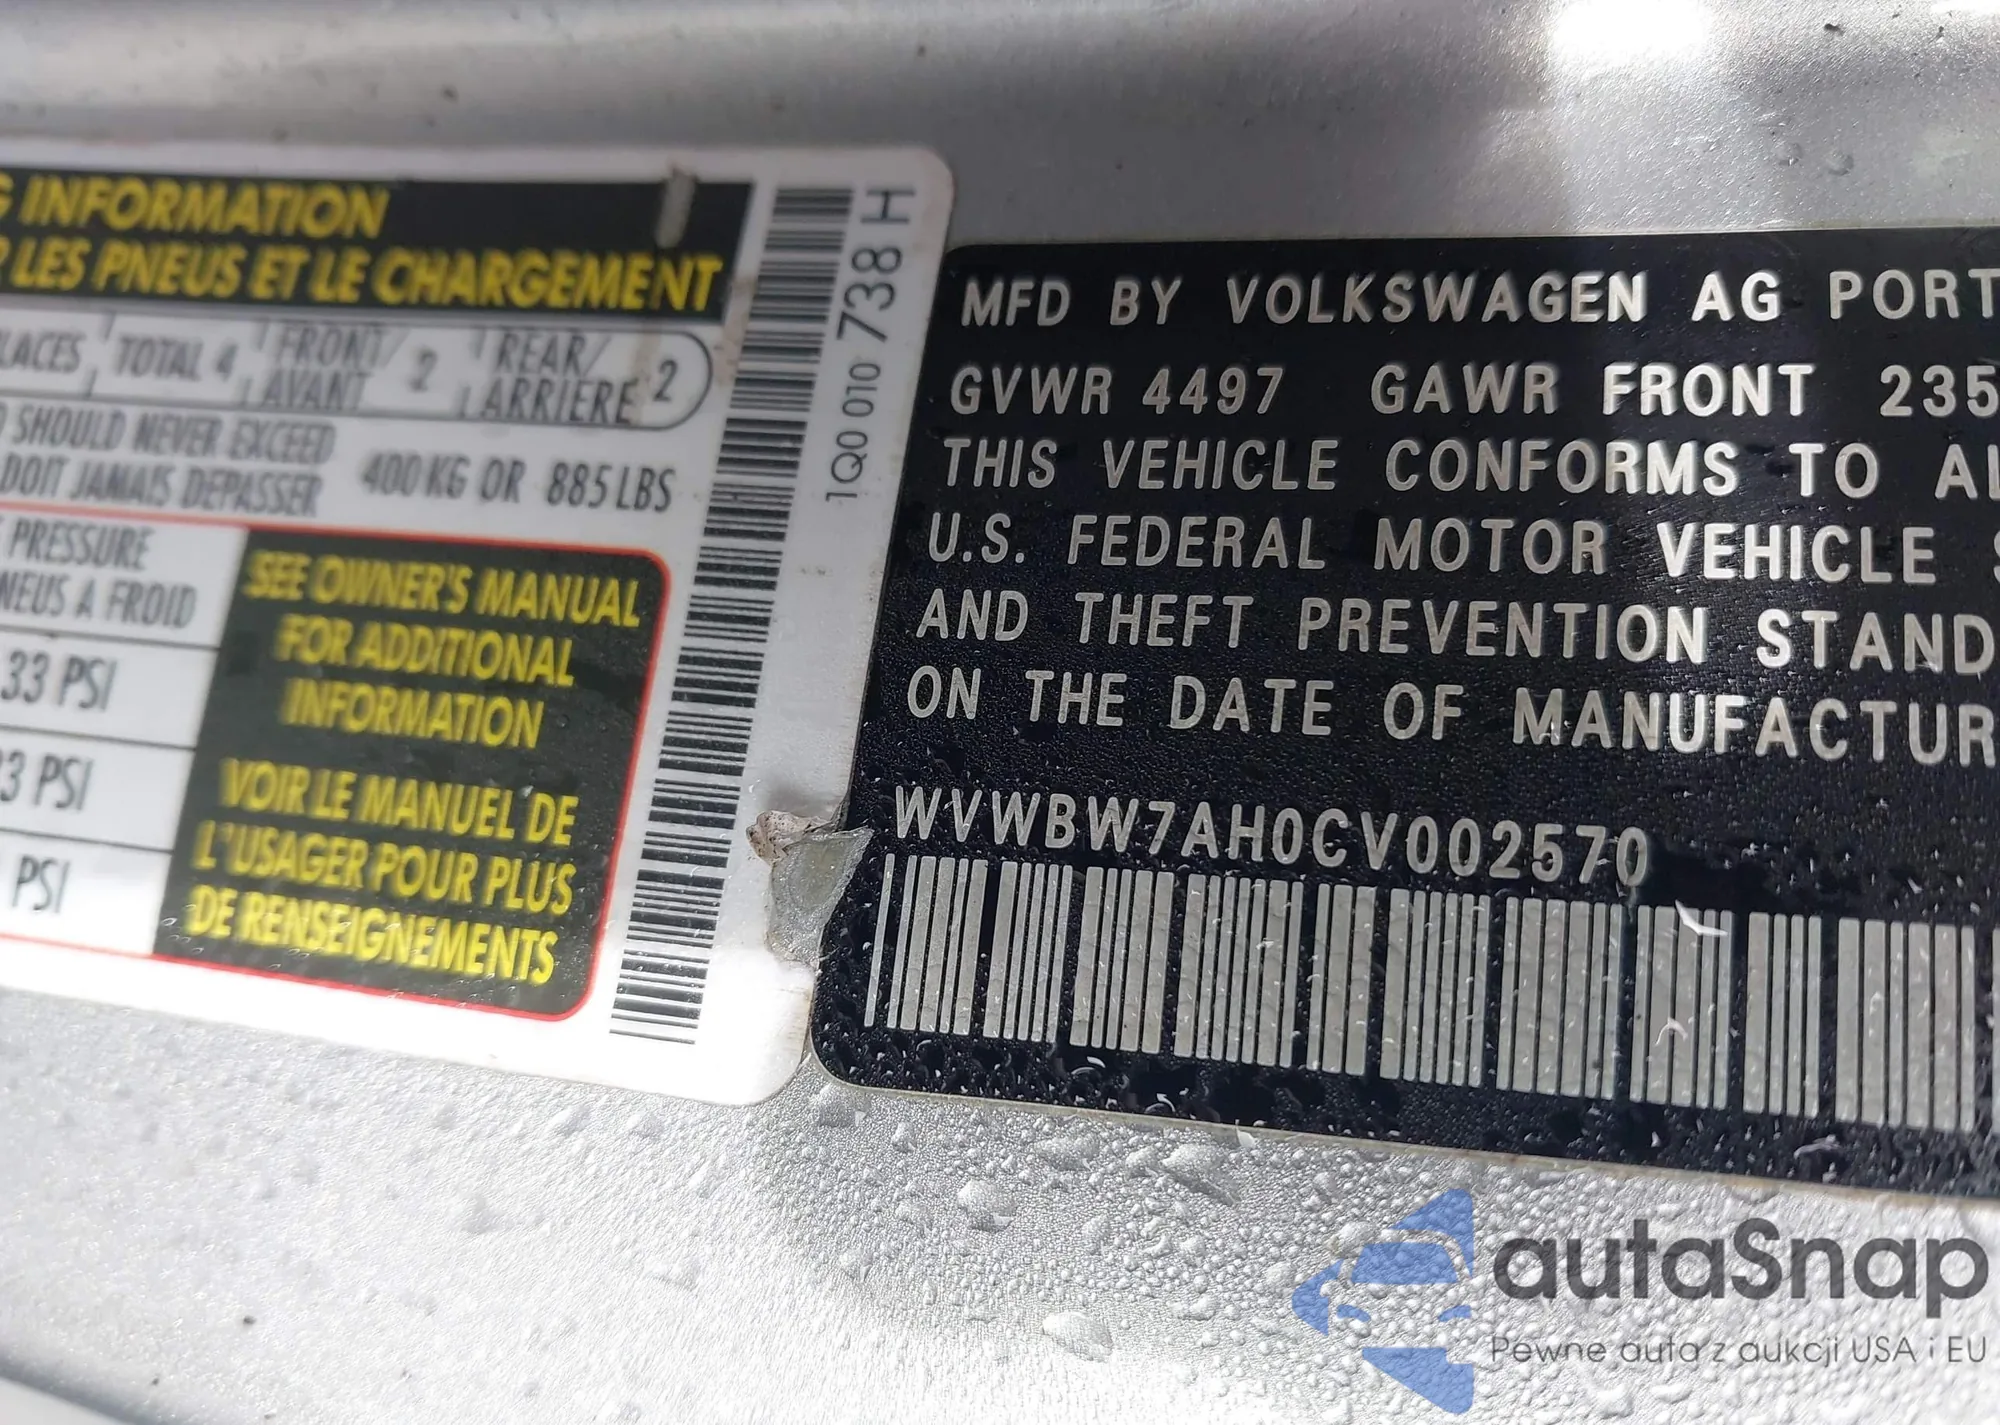 G INFORMATION
R LES PNEUS ET LE CHARGEMENT
LACES TOTAL 4 FRONT/ AVANT 2 REAR/ ARRIÈRE 2
SHOULD NEVER EXCEED
DOIT JAMAIS DEPASSER
400 KG OR 885 LBS
PRESSURE
NEUS A FROID
33 PSI
33 PSI
PSI
SEE OWNER'S MANUAL
FOR ADDITIONAL
INFORMATION
VOIR LE MANUEL DE
L'USAGER POUR PLUS
DE RENSEIGNEMENTS
1Q0 010 738 H
MFD BY VOLKSWAGEN AG PORT
GVWR 4497 GAWR FRONT 235
THIS VEHICLE CONFORMS TO AL
U.S. FEDERAL MOTOR VEHICLE S
AND THEFT PREVENTION STAND
ON THE DATE OF MANUFACTUR
WVWBW7AH0CV002570
autaSnap
Pewne auta z aukcji USA i EU